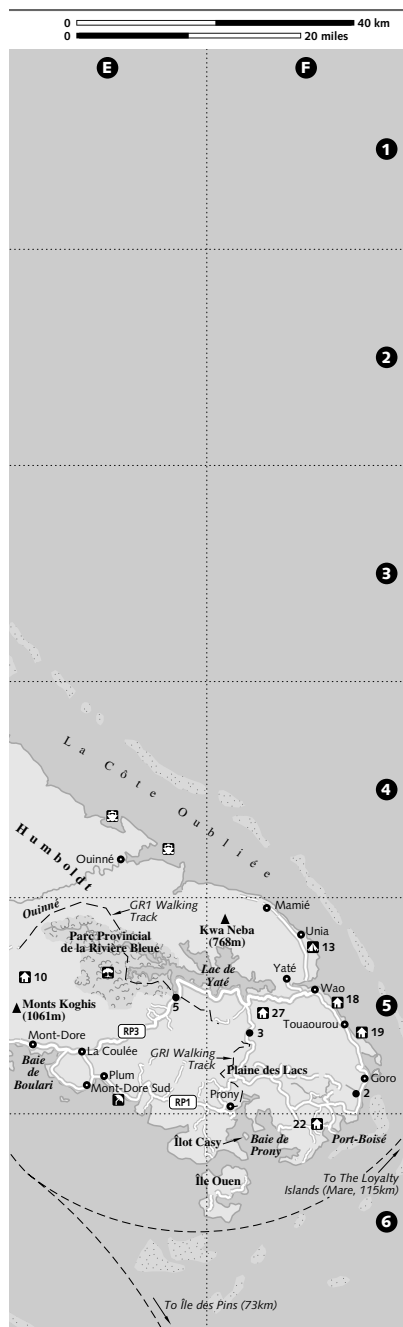 0 40 km
0 20 miles
E F
1
2
3
La Côte Oubliée
4
Humboldt
Ouinné
Ouinné
GR1 Walking
Track
Mamié
Kwa Neba
(768m)
Unia
13
Parc Provincial
de la Rivière Bleue
Lac de
Yaté
Yaté
Wao
10
18
5
Monts Koghis
(1061m)
5
27
Touaourou
19
RP3
3
Mont-Dore
La Coulée
GRI Walking
Track
Baie
de
Boulari
Plum
Plaine des Lacs
Mont-Dore Sud
Goro
2
RP1
Prony
22
Îlot Casy
Baie de
Prony
Port-Boisé
Île Ouen
To The Loyalty
Islands (Mare, 115km)
6
To Île des Pins (73km)